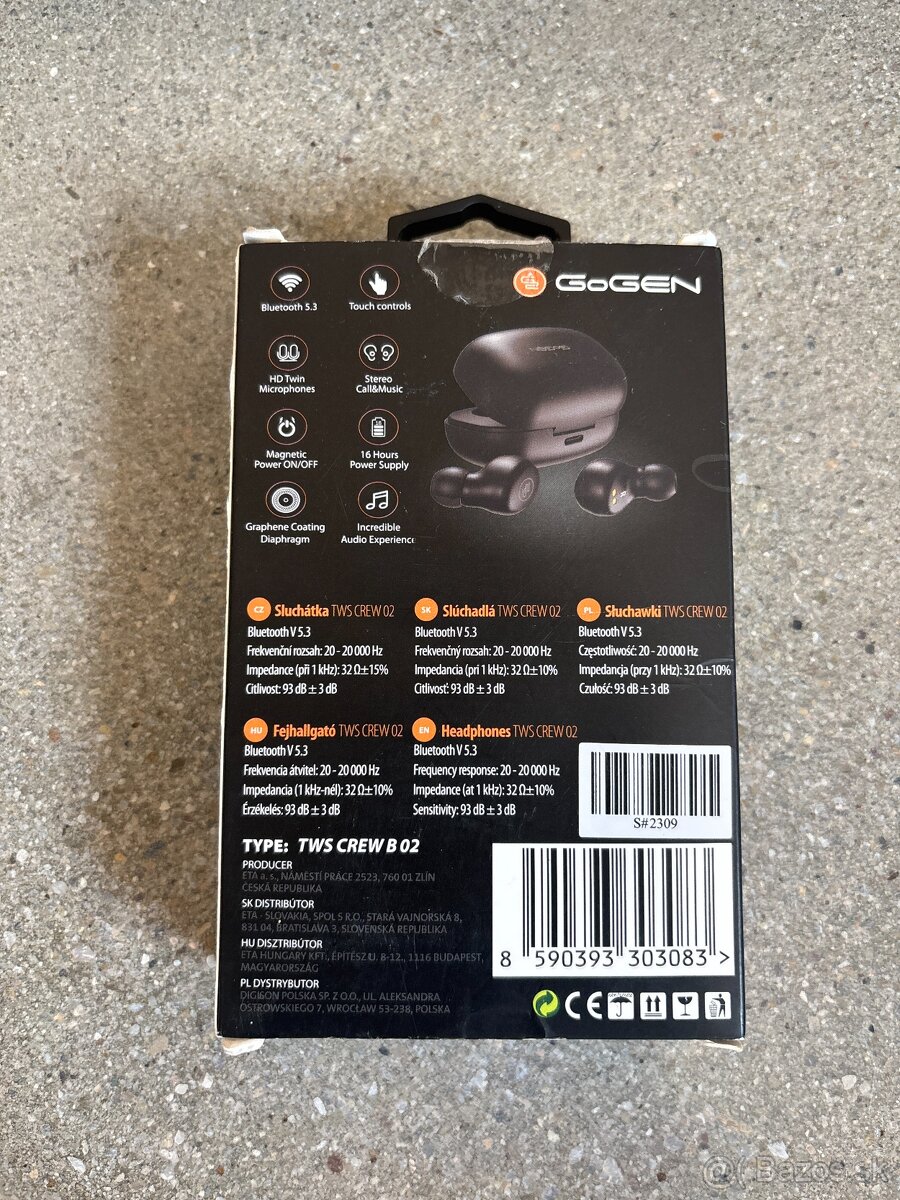 GoGEN
Bluetooth 5.3
Touch controls
HD Twin
Microphones
Stereo
Call&Music
Magnetic
Power ON/OFF
16 Hours
Power Supply
Graphene Coating
Diaphragm
Incredible
Audio Experience
CZ Sluchátka TWS CREW 02
Bluetooth V 5.3
Frekvenční rozsah: 20 - 20 000 Hz
Impedance (při 1 kHz): 32 Ω±15%
Citlivost: 93 dB ± 3 dB
SK Slúchadlá TWS CREW 02
Bluetooth V 5.3
Frekvenčný rozsah: 20 - 20 000 Hz
Impedancia (pri 1 kHz): 32 Ω±10%
Citlivosť: 93 dB ± 3 dB
PL Słuchawki TWS CREW 02
Bluetooth V 5.3
Częstotliwość: 20 - 20 000 Hz
Impedancja (przy 1 kHz): 32 Ω±10%
Czułość: 93 dB ± 3 dB
HU Fejhallgató TWS CREW 02
Bluetooth V 5.3
Frekvencia átvitel: 20 - 20 000 Hz
Impedancia (1 kHz-nél): 32 Ω±10%
Érzékelés: 93 dB ± 3 dB
EN Headphones TWS CREW 02
Bluetooth V 5.3
Frequency response: 20 - 20 000 Hz
Impedance (at 1 kHz): 32 Ω±10%
Sensitivity: 93 dB ± 3 dB
S#2309
TYPE: TWS CREW B 02
PRODUCER
ETA a. s., NÁMĚSTÍ PRÁCE 2523, 760 01 ZLÍN
ČESKÁ REPUBLIKA
SK DISTRIBÚTOR
ETA - SLOVAKIA, SPOL S R.O., STARÁ VAJNORSKÁ 8,
831 04, BRATISLAVA 3, SLOVENSKÁ REPUBLIKA
HU DISZTRIBÚTOR
ETA HUNGARY KFT., ÉPÍTÉSZ U. 8-12., 1116 BUDAPEST,
MAGYARORSZÁG
PL DYSTRYBUTOR
DIGISON POLSKA SP. Z O.O., UL. ALEKSANDRA
OSTROWSKIEGO 7, WROCŁAW 53-238, POLSKA
8 590393 303083 >
CE
@ Bazos.sk